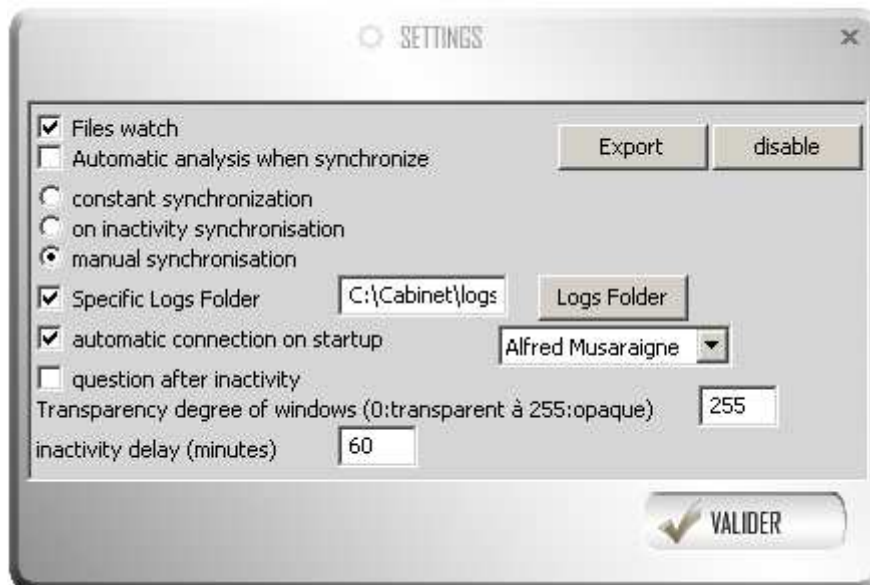 SETTINGS
Files watch
Automatic analysis when synchronize
Export
disable
constant synchronization
on inactivity synchronisation
manual synchronisation
Specific Logs Folder
C:\Cabinet\logs
Logs Folder
automatic connection on startup
Alfred Musaraigne
question after inactivity
Transparency degree of windows (0:transparent à 255:opaque)
255
inactivity delay (minutes)
60
VALIDER